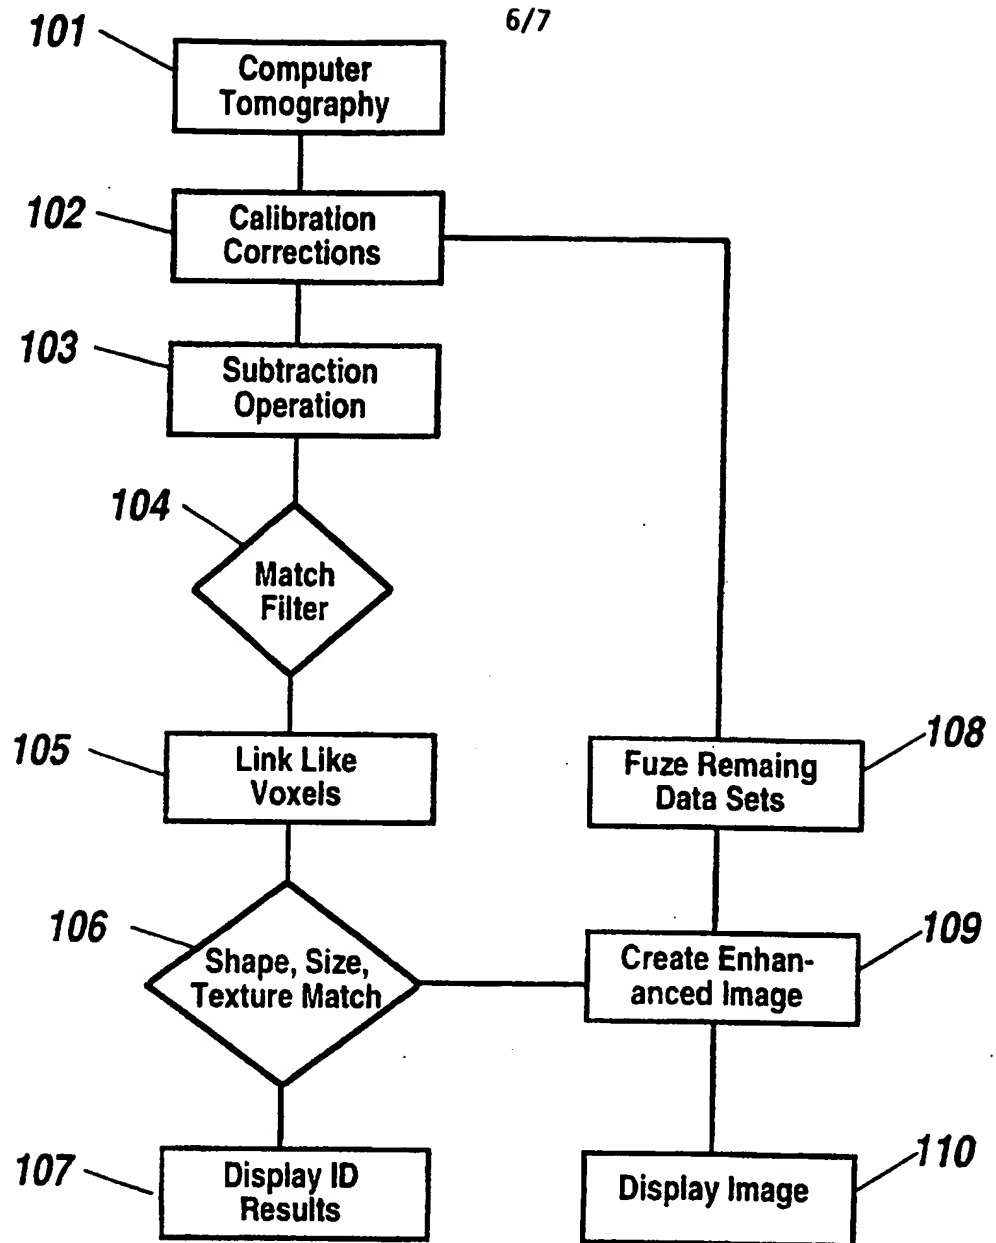 6/7
101
Computer
Tomography
102
Calibration
Corrections
103
Subtraction
Operation
104
Match
Filter
105
Link Like
Voxels
108
Fuze Remaing
Data Sets
106
Shape, Size,
Texture Match
109
Create Enhan-
anced Image
107
Display ID
Results
110
Display Image